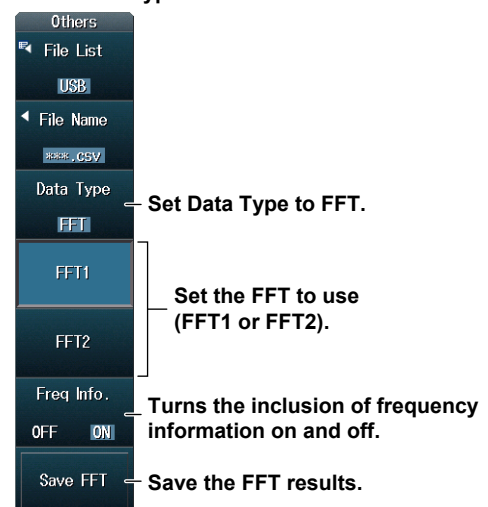 Others
File List
USB
File Name
***.CSV
Data Type
FFT
Set Data Type to FFT.
FFT1
FFT2
Set the FFT to use
(FFT1 or FFT2).
Freq Info.
OFF ON
Turns the inclusion of frequency
information on and off.
Save FFT
Save the FFT results.